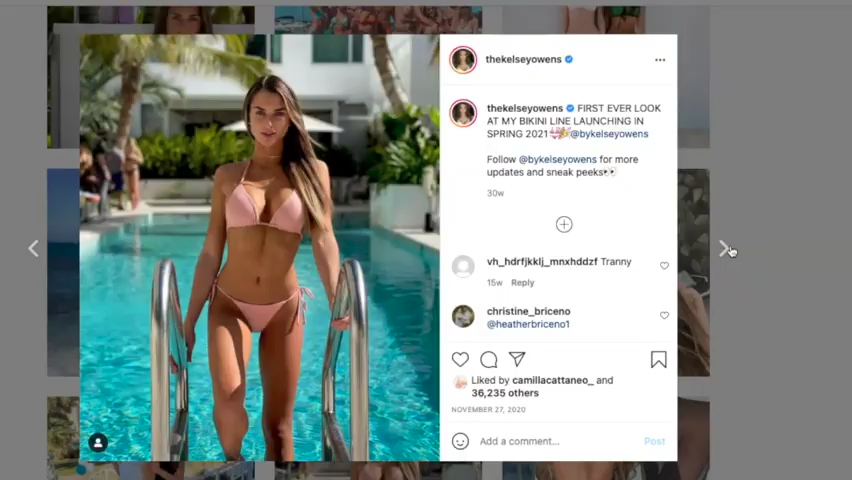 thekelseyowens
thekelseyowens FIRST EVER LOOK
AT MY BIKINI LINE LAUNCHING IN
SPRING 2021 @bykelseyowens
Follow @bykelseyowens for more
updates and sneak peeks
30w
vh_hdrfjkklj_mnxhddzf Tranny
15w Reply
christine_briceno
@heatherbriceno1
Liked by camillacattaneo_ and
36,235 others
NOVEMBER 27, 2020
Add a comment... Post